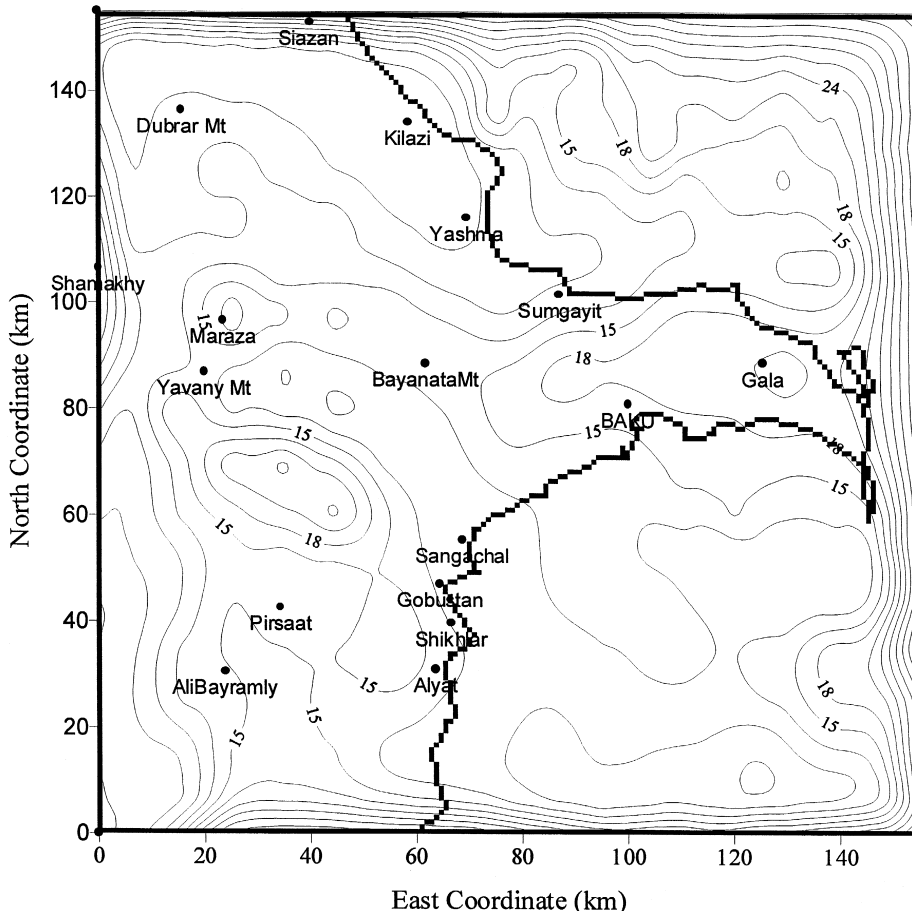 Siazan
140
24
Dubrar Mt
Kilazi
15
18
120
18
Yashma
15
Shamakhy
100
Sumgayit
15
Maraza
15
18
Yavany Mt
BayanataMt
Gala
80
BAKU
15
15
18
15
60
15
18
Sangachal
Gobustan
40
Pirsaat
Shikhlar
AliBayramly
15
Alyat
18
20
15
15
15
0
0
20
40
60
80
100
120
140
North Coordinate (km)
East Coordinate (km)